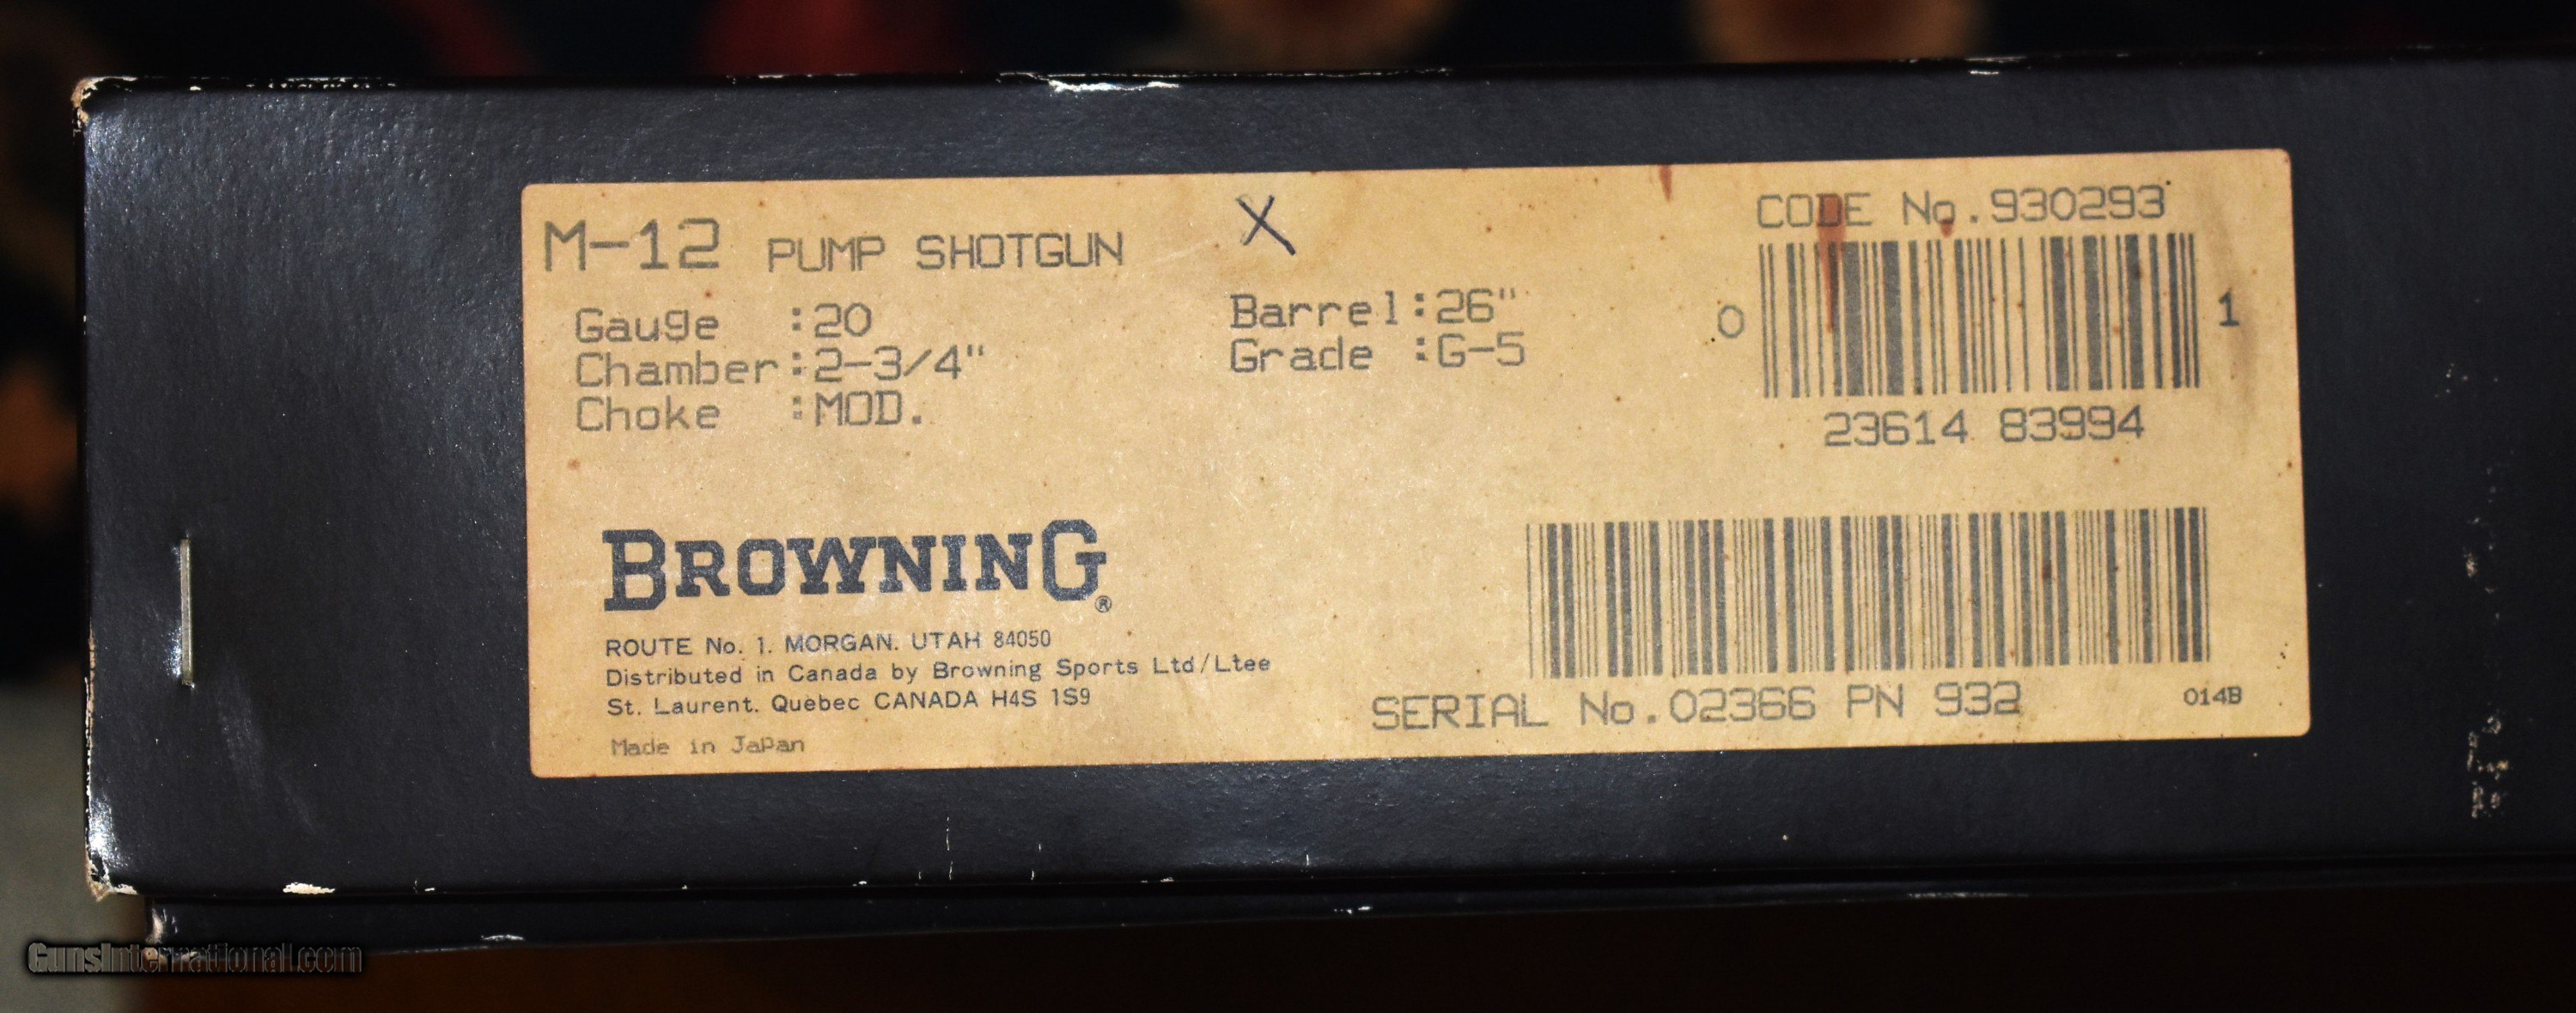 M-12 PUMP SHOTGUN X
Gauge :20
Chamber:2-3/4"
Choke :MOD.
Barrel:26"
Grade :G-5
CODE No.930293
0 1
23614 83994
BROWNING®
ROUTE No. 1. MORGAN. UTAH 84050
Distributed in Canada by Browning Sports Ltd/Ltee
St. Laurent. Quebec CANADA H4S 1S9
Made in Japan
SERIAL No.02366 PN 932
014B
GunsInternational.com